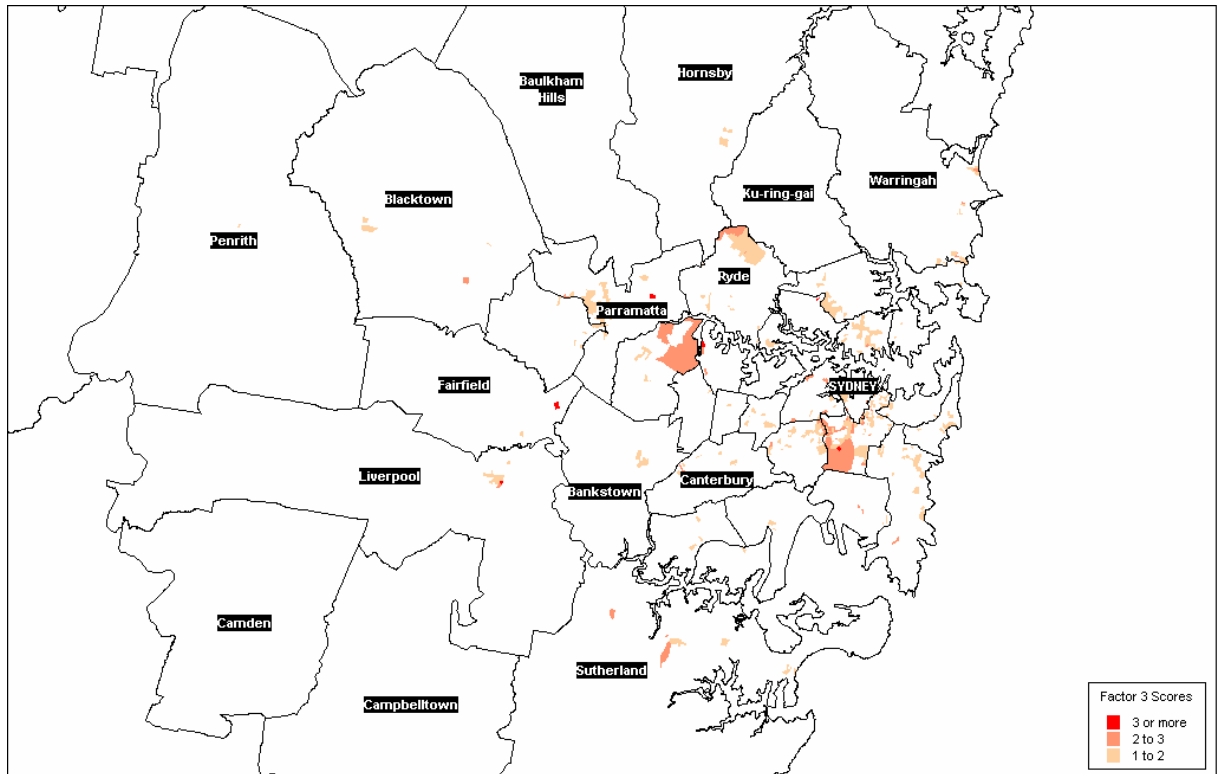 Baulkham
Hills
Hornsby
Ku-ring-gai
Warringah
Blacktown
Penrith
Ryde
Parramatta
Fairfield
SYDNEY
Liverpool
Bankstown
Canterbury
Camden
Sutherland
Campbelltown
Factor 3 Scores
3 or more
2 to 3
1 to 2